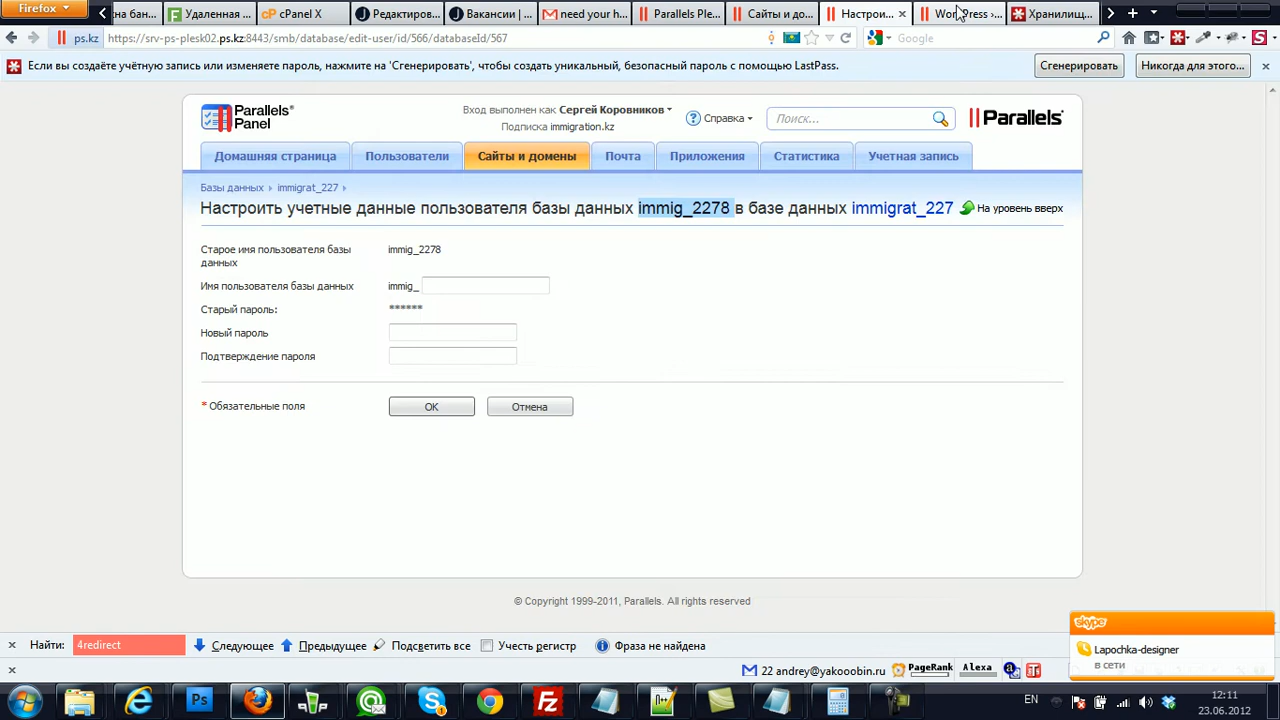 Firefox
жна бан...
Удаленная ...
cPanel X
Редактиров...
Вакансии | ...
need you h...
Parallels Ple...
Сайты и до...
Настрои...
WordPress ›...
Хранилищ...
ps.kz
https://srv-ps-plesk02.ps.kz:8443/smb/database/edit-user/id/566/databaseId/567
Google
Если вы создаёте учётную запись или изменяете пароль, нажмите на 'Сгенерировать', чтобы создать уникальный, безопасный пароль с помощью LastPass.
Сгенерировать
Никогда для этого...
Parallels®
Panel
Вход выполнен как Сергей Коровников
Подписка immigration.kz
Справка
Поиск...
Parallels
Домашняя страница
Пользователи
Сайты и домены
Почта
Приложения
Статистика
Учетная запись
Базы данных
immigrat_227
Настроить учетные данные пользователя базы данных immig_2278 в базе данных immigrat_227
На уровень вверх
Старое имя пользователя базы
данных
immig_2278
Имя пользователя базы данных
immig_
Старый пароль:
******
Новый пароль
Подтверждение пароля
* Обязательные поля
ОК
Отмена
© Copyright 1999-2011, Parallels. All rights reserved
skype
Lapochka-designer
в сети
Найти:
4redirect
Следующее
Предыдущее
Подсветить все
Учесть регистр
Фраза не найдена
22 andrey@yakooobin.ru
PageRank
Alexa
Ps
EN
12:11
23.06.2012